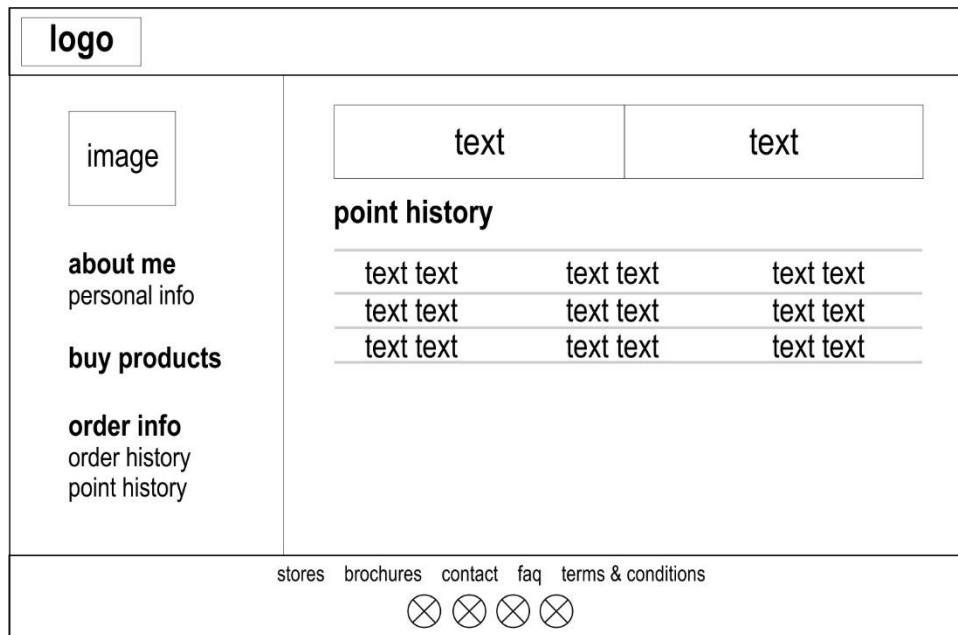 logo
image
about me
personal info
buy products
order info
order history
point history
text text
point history
text text text text text text
text text text text text text
text text text text text text
stores brochures contact faq terms & conditions